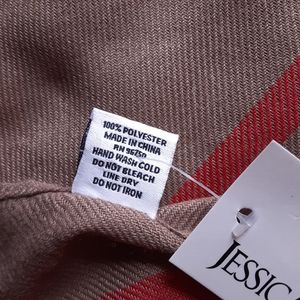 100% POLYESTER
MADE IN CHINA
HAND WASH COLD
DO NOT BLEACH
LINE DRY
DO NOT IRON
JESSIC